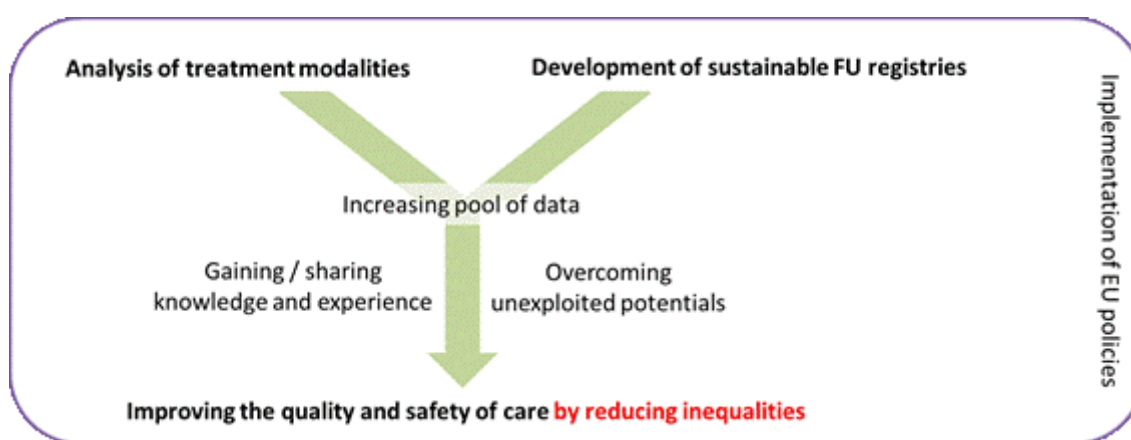 Analysis of treatment modalities
Development of sustainable FU registries
Increasing pool of data
Gaining / sharing
knowledge and experience
Overcoming
unexploited potentials
Improving the quality and safety of care by reducing inequalities
Implementation of EU policies